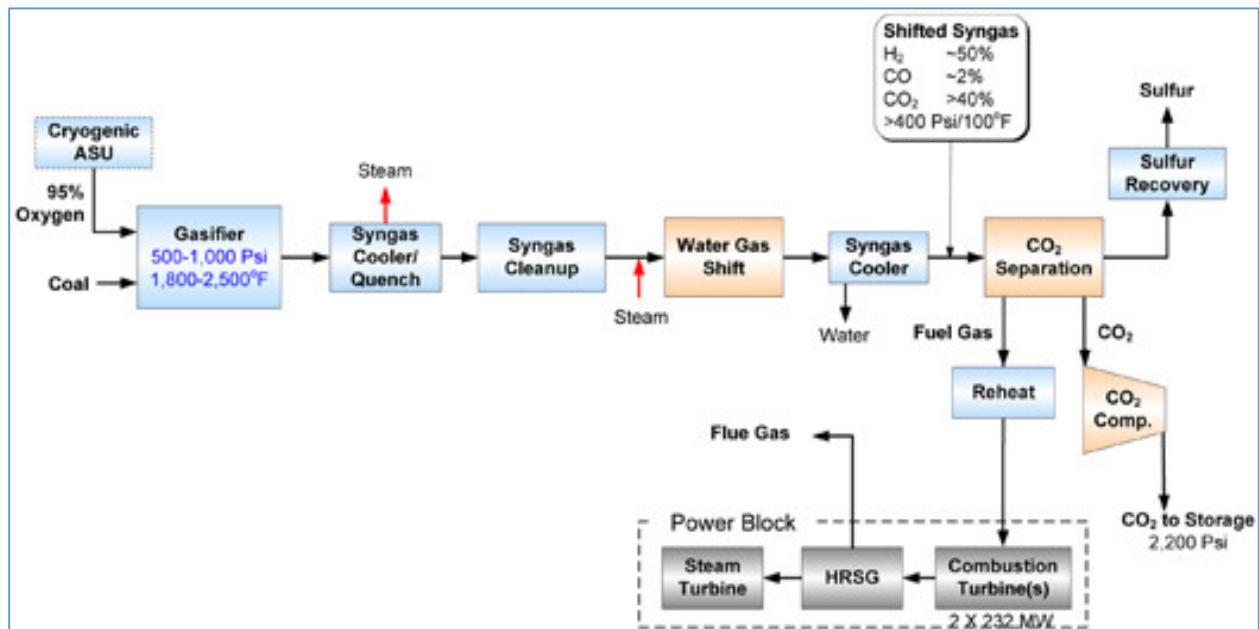 Shifted Syngas
H₂ ~50%
CO ~2%
CO₂ >40%
>400 Psi/100°F
Cryogenic
ASU
95%
Oxygen
Coal
Gasifier
500-1,000 Psi
1,800-2,500°F
Steam
Syngas
Cooler/
Quench
Syngas
Cleanup
Steam
Water Gas
Shift
Syngas
Cooler
Water
CO₂
Separation
Sulfur
Sulfur
Recovery
Fuel Gas
CO₂
Reheat
CO₂
Comp.
CO₂ to Storage
2,200 Psi
Flue Gas
Power Block
Steam
Turbine
HRSG
Combustion
Turbine(s)
2 X 232 MW